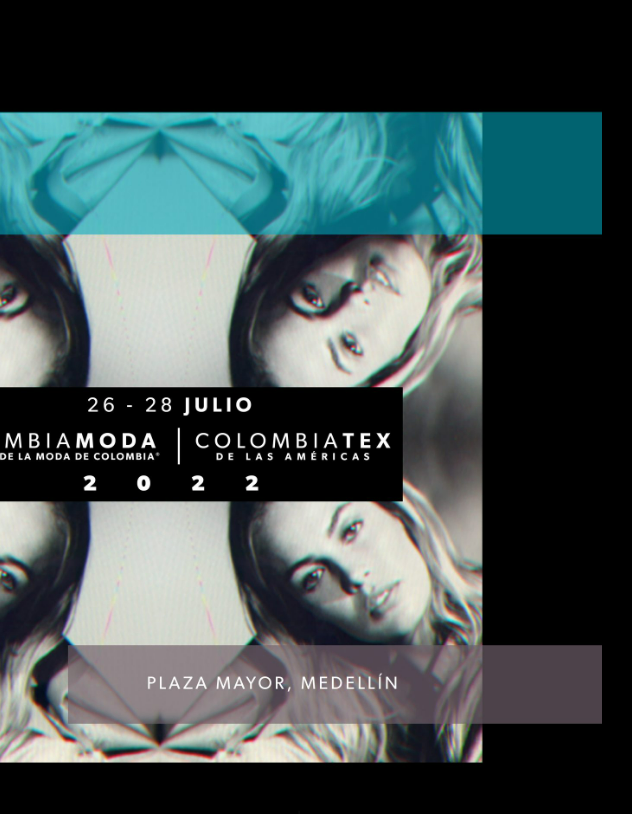 26 - 28 JULIO
MBIAMODA | COLOMBIATEX
DE LA MODA DE COLOMBIA® DE LAS AMÉRICAS
2 0 2 2
PLAZA MAYOR, MEDELLÍN